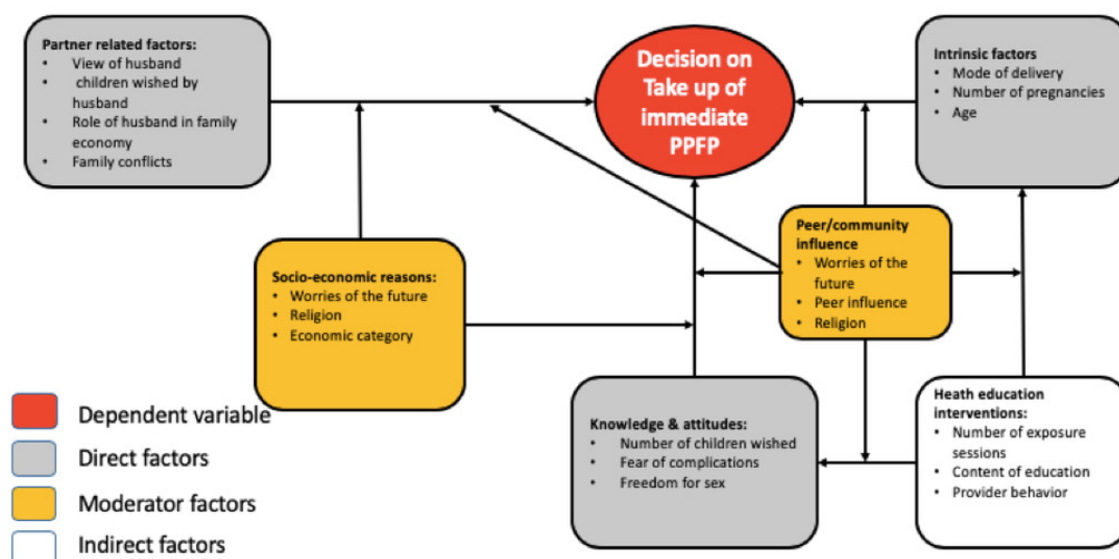 Partner related factors:
• View of husband
• children wished by
husband
• Role of husband in family
economy
• Family conflicts
Decision on
Take up of
immediate
PPFP
Intrinsic factors
• Mode of delivery
• Number of pregnancies
• Age
Socio-economic reasons:
• Worries of the future
• Religion
• Economic category
Peer/community
influence
• Worries of the
future
• Peer influence
• Religion
Knowledge & attitudes:
• Number of children wished
• Fear of complications
• Freedom for sex
Heath education
interventions:
• Number of exposure
sessions
• Content of education
• Provider behavior
Dependent variable
Direct factors
Moderator factors
Indirect factors